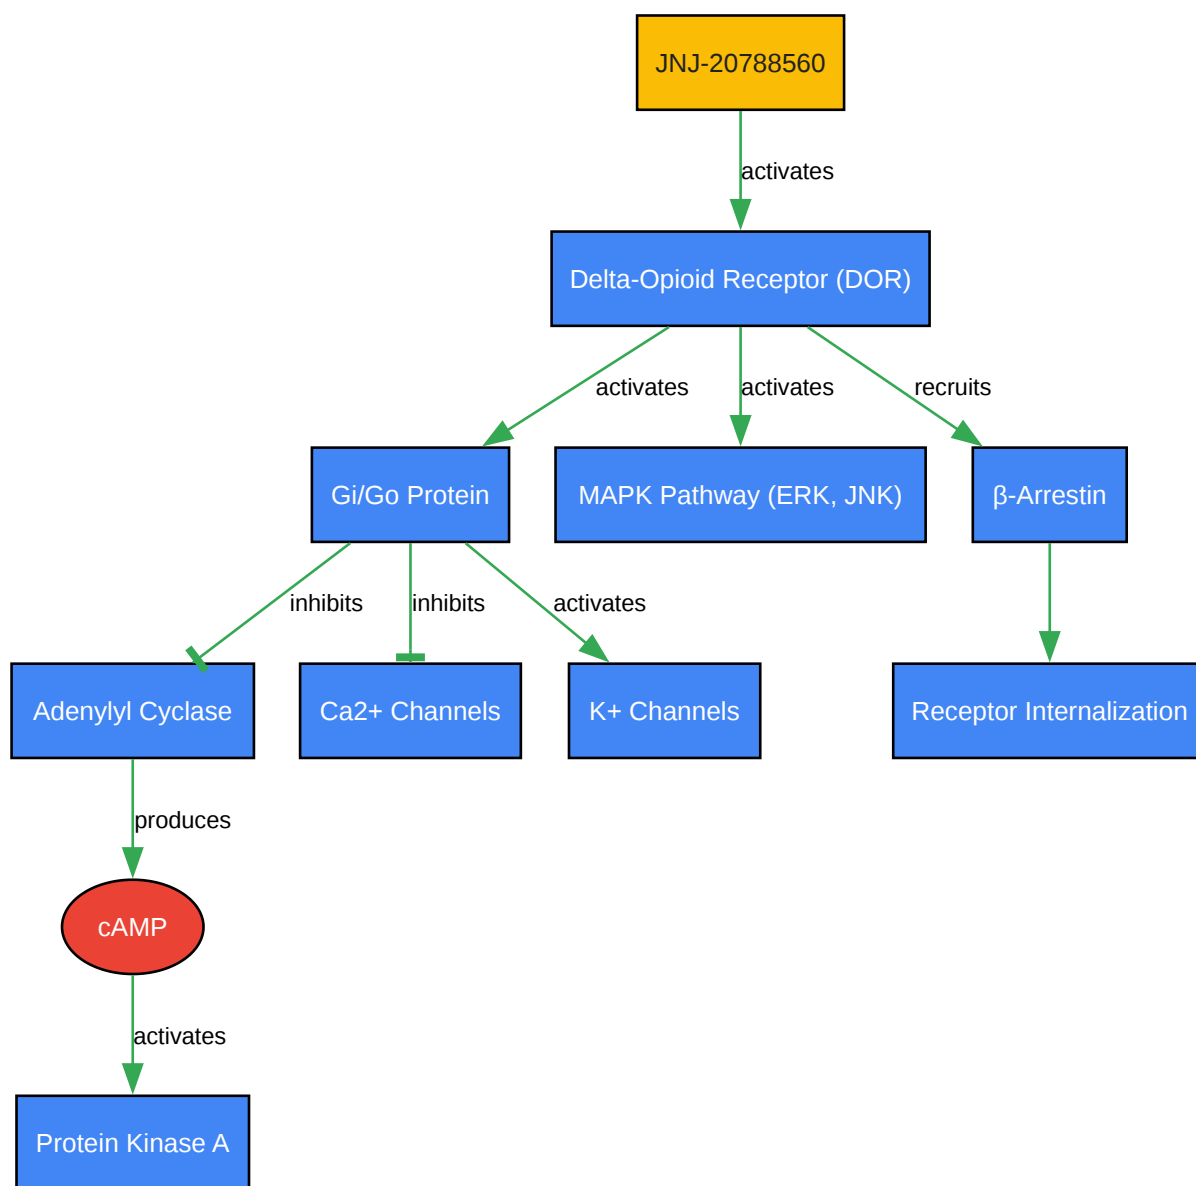 JNJ-20788560
activates
Delta-Opioid Receptor (DOR)
activates
activates
recruits
Gi/Go Protein
MAPK Pathway (ERK, JNK)
β-Arrestin
inhibits
inhibits
activates
Adenylyl Cyclase
Ca2+ Channels
K+ Channels
Receptor Internalization
produces
cAMP
activates
Protein Kinase A